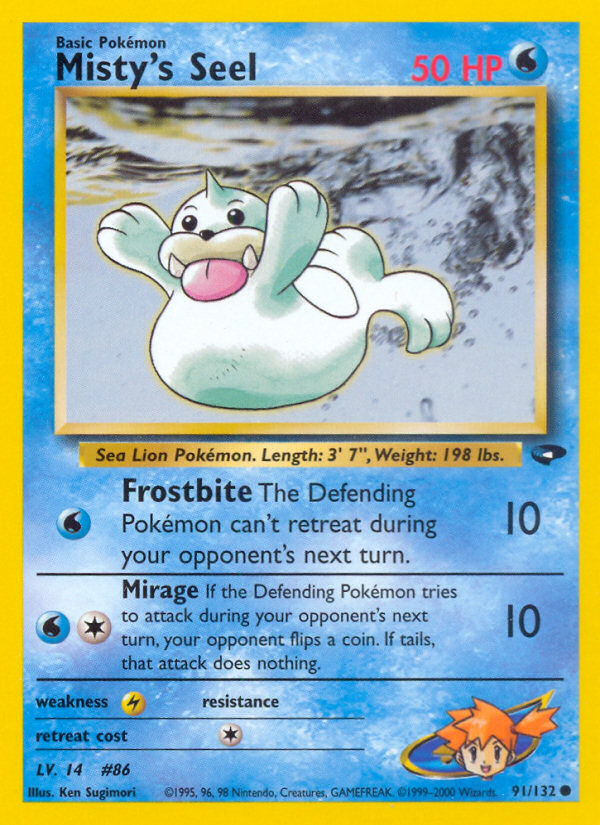 Basic Pokémon
Misty's Seel
50 HP
Sea Lion Pokémon. Length: 3' 7", Weight: 198 lbs.
Frostbite The Defending
Pokémon can't retreat during
your opponent's next turn.
10
Mirage If the Defending Pokémon tries
to attack during your opponent's next
turn, your opponent flips a coin. If tails,
that attack does nothing.
10
weakness
resistance
retreat cost
LV. 14 #86
Illus. Ken Sugimori
©1995, 96, 98 Nintendo, Creatures, GAMEFREAK. ©1999-2000 Wizards.
91/132